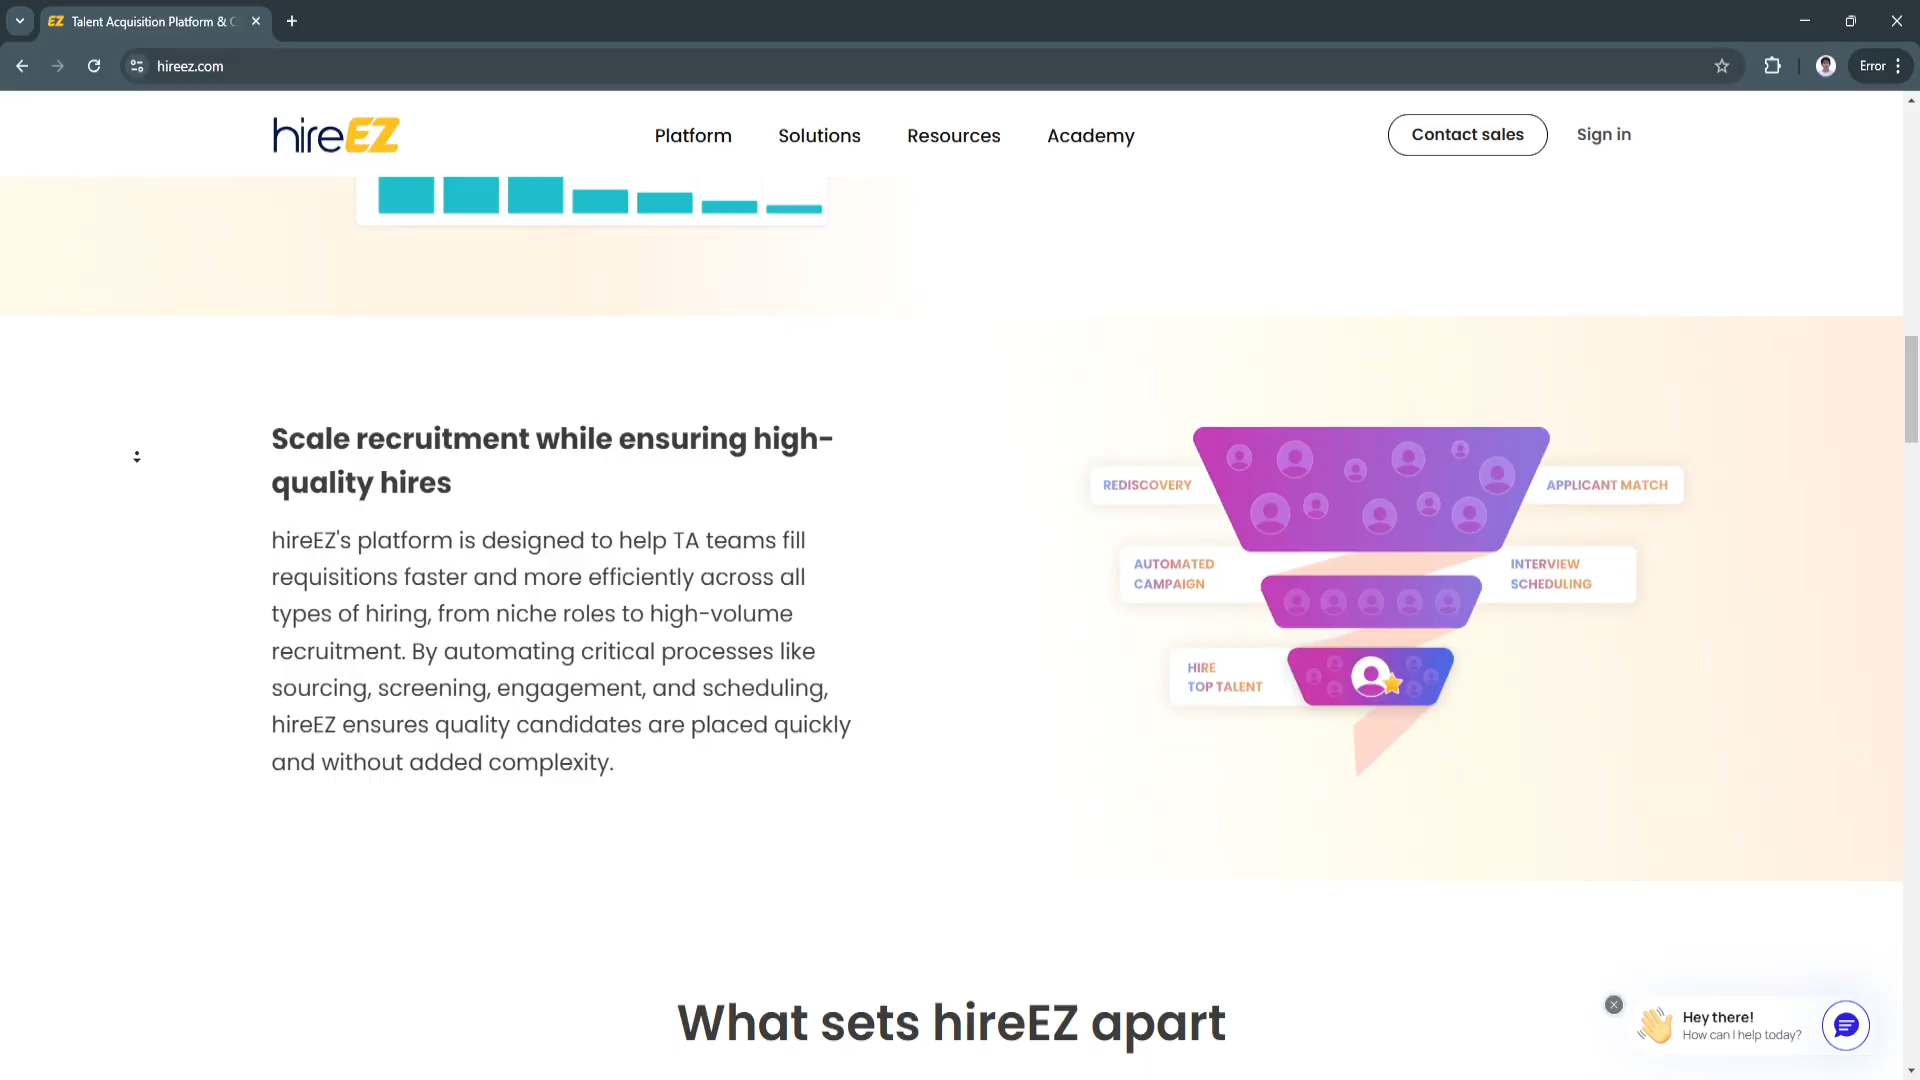 EZ Talent Acquisition Platform & C
hireez.com
Error
hireEZ
Platform
Solutions
Resources
Academy
Contact sales
Sign in
Scale recruitment while ensuring high-
quality hires
hireEZ's platform is designed to help TA teams fill
requisitions faster and more efficiently across all
types of hiring, from niche roles to high-volume
recruitment. By automating critical processes like
sourcing, screening, engagement, and scheduling,
hireEZ ensures quality candidates are placed quickly
and without added complexity.
REDISCOVERY
APPLICANT MATCH
AUTOMATED
CAMPAIGN
INTERVIEW
SCHEDULING
HIRE
TOP TALENT
What sets hireEZ apart
Hey there!
How can I help today?